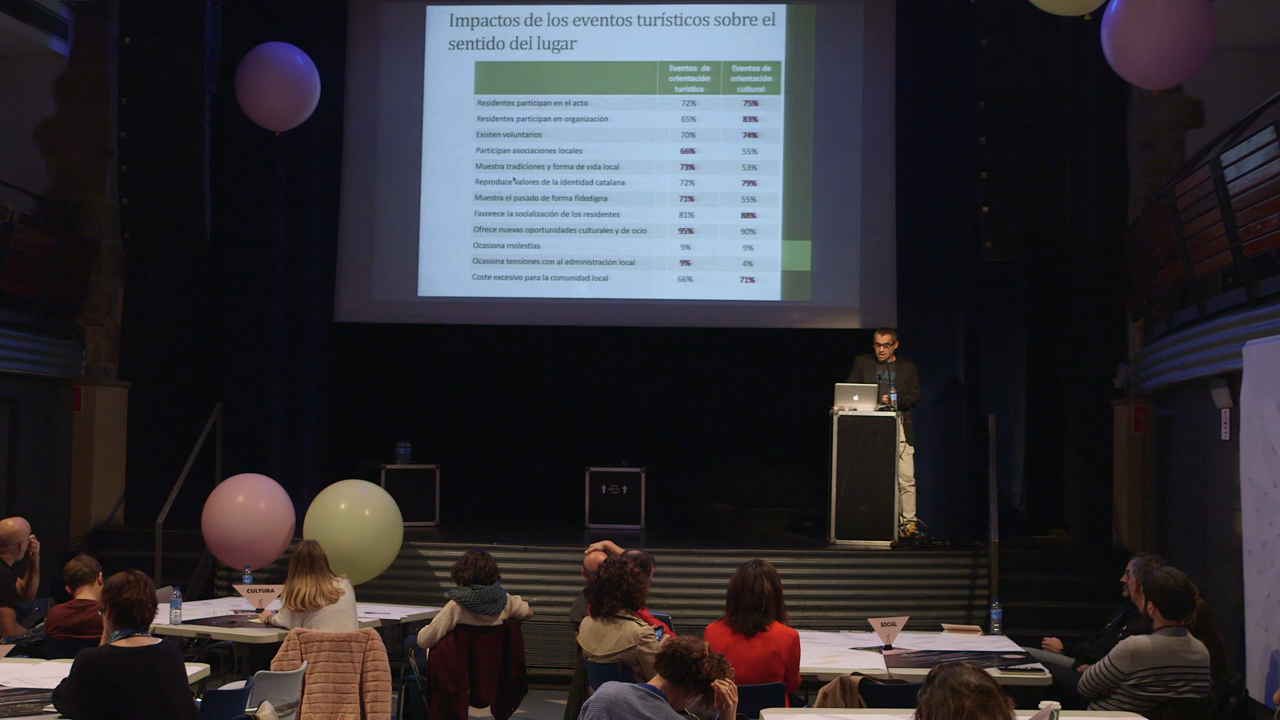 Impactos de los eventos turísticos sobre el
sentido del lugar
Eventos de orientación turística Eventos de orientación cultural
Residentes participan en el acto 72% 75%
Residentes participan en organización 65% 83%
Existen voluntarios 70% 74%
Participan asociaciones locales 66% 55%
Muestra tradiciones y forma de vida local 73% 53%
Reproduce valores de la identidad catalana 72% 79%
Muestra el pasado de forma fidedigna 71% 55%
Favorece la socialización de los residentes 81% 88%
Ofrece nuevas oportunidades culturales y de ocio 95% 90%
Ocasiona molestias 9% 9%
Ocasiona tensiones con al administración local 9% 4%
Coste excesivo para la comunidad local 66% 71%
CULTURA
SOCIAL